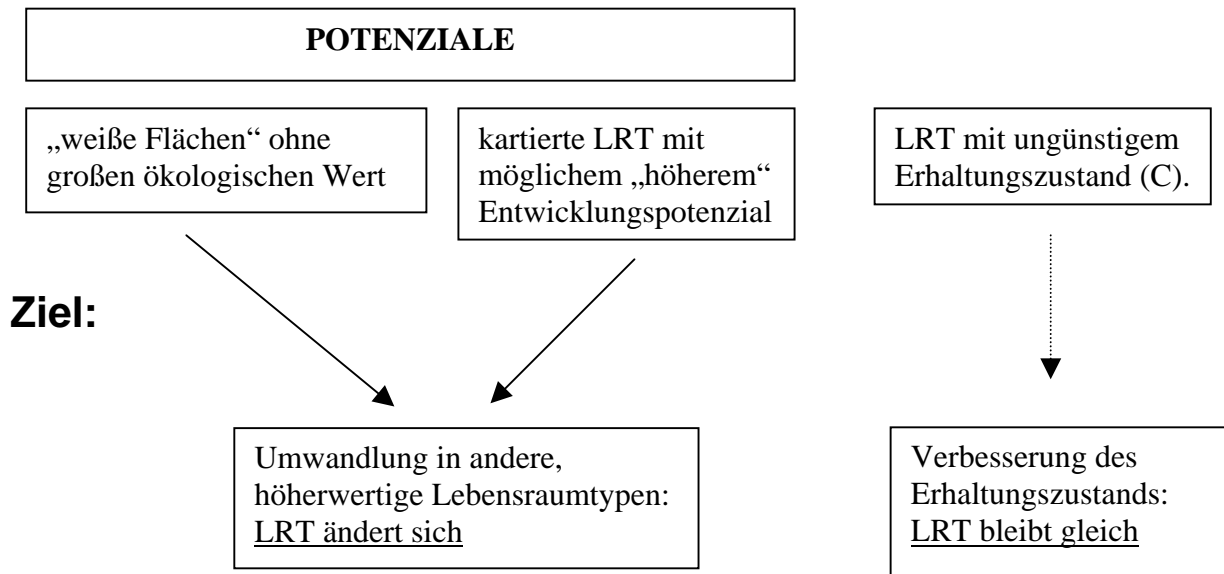 POTENZIALE
„weiße Flächen“ ohne
großen ökologischen Wert
kartierte LRT mit
möglichem „höherem“
Entwicklungspotenzial
LRT mit ungünstigem
Erhaltungszustand (C).
Ziel:
Umwandlung in andere,
höherwertige Lebensraumtypen:
LRT ändert sich
Verbesserung des
Erhaltungszustands:
LRT bleibt gleich